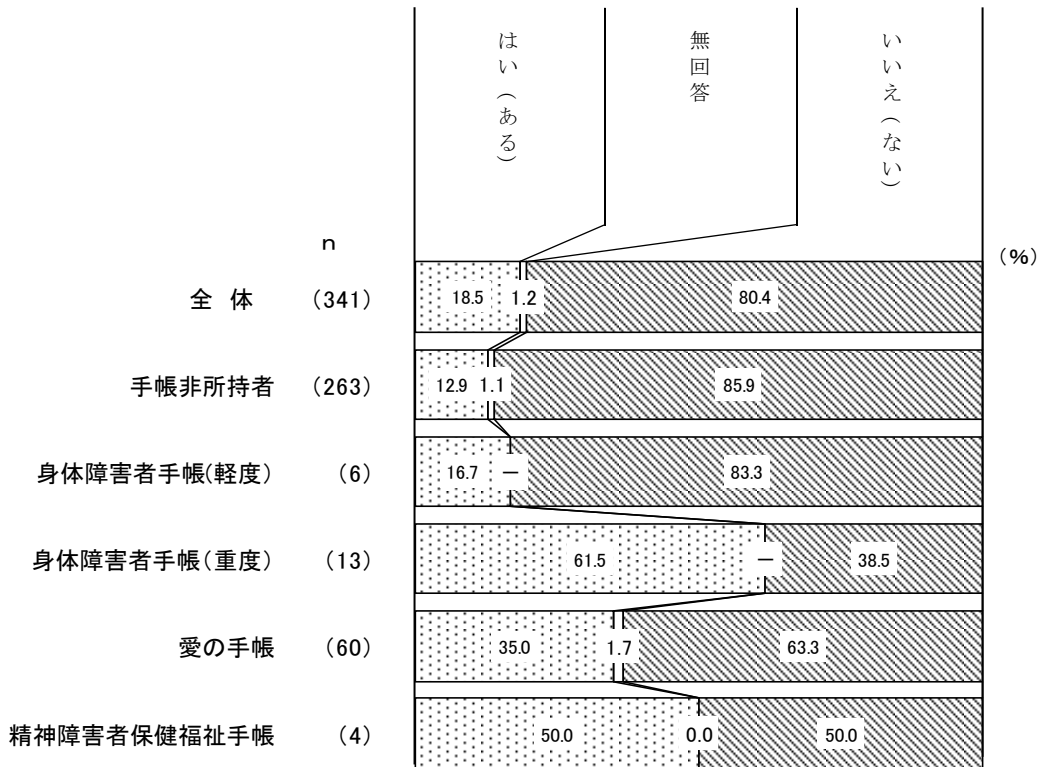 はい(ある)
無回答
いいえ(ない)
n
(%)
全 体 (341) 18.5 1.2 80.4
手帳非所持者 (263) 12.9 1.1 85.9
身体障害者手帳(軽度) (6) 16.7 - 83.3
身体障害者手帳(重度) (13) 61.5 - 38.5
愛の手帳 (60) 35.0 1.7 63.3
精神障害者保健福祉手帳 (4) 50.0 0.0 50.0